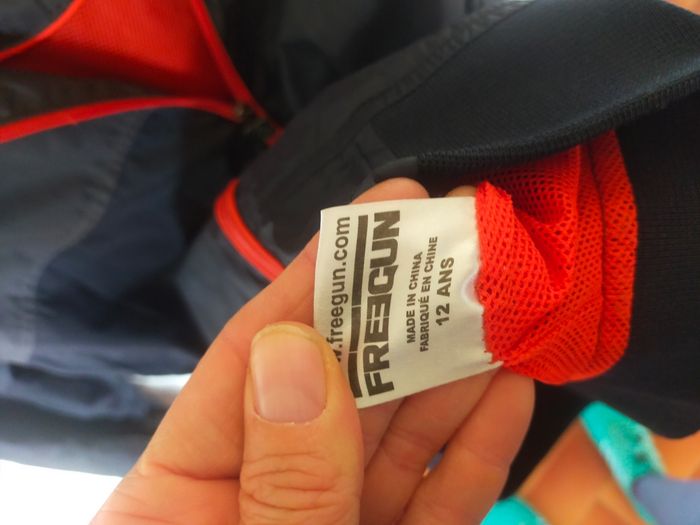 w.freegun.com
FREEGUN
MADE IN CHINA
FABRIQUÉ EN CHINE
12 ANS